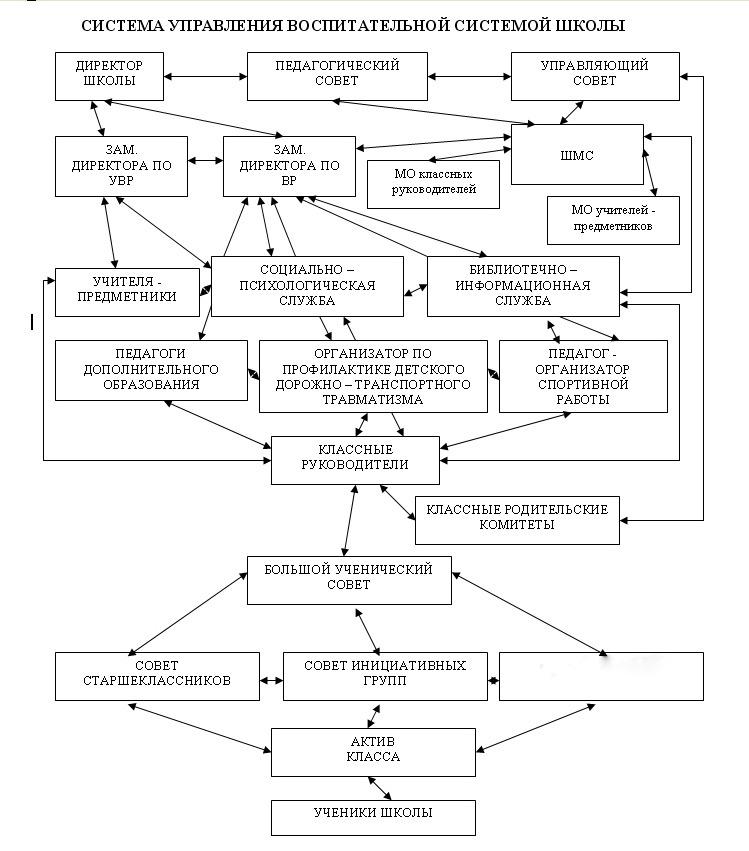 СИСТЕМА УПРАВЛЕНИЯ ВОСПИТАТЕЛЬНОЙ СИСТЕМОЙ ШКОЛЫ
ДИРЕКТОР
ШКОЛЫ
ПЕДАГОГИЧЕСКИЙ
СОВЕТ
УПРАВЛЯЮЩИЙ
СОВЕТ
ЗАМ.
ДИРЕКТОРА ПО
УВР
ЗАМ.
ДИРЕКТОРА ПО
ВР
МО классных
руководителей
ШМС
МО учителей -
предметников
УЧИТЕЛЯ -
ПРЕДМЕТНИКИ
СОЦИАЛЬНО –
ПСИХОЛОГИЧЕСКАЯ
СЛУЖБА
БИБЛИОТЕЧНО –
ИНФОРМАЦИОННАЯ
СЛУЖБА
ПЕДАГОГИ
ДОПОЛНИТЕЛЬНОГО
ОБРАЗОВАНИЯ
ОРГАНИЗАТОР ПО
ПРОФИЛАКТИКЕ ДЕТСКОГО
ДОРОЖНО – ТРАНСПОРТНОГО
ТРАВМАТИЗМА
ПЕДАГОГ -
ОРГАНИЗАТОР
СПОРТИВНОЙ
РАБОТЫ
КЛАССНЫЕ
РУКОВОДИТЕЛИ
КЛАССНЫЕ РОДИТЕЛЬСКИЕ
КОМИТЕТЫ
БОЛЬШОЙ УЧЕНИЧЕСКИЙ
СОВЕТ
СОВЕТ
СТАРШЕКЛАССНИКОВ
СОВЕТ ИНИЦИАТИВНЫХ
ГРУПП
АКТИВ
КЛАССА
УЧЕНИКИ ШКОЛЫ